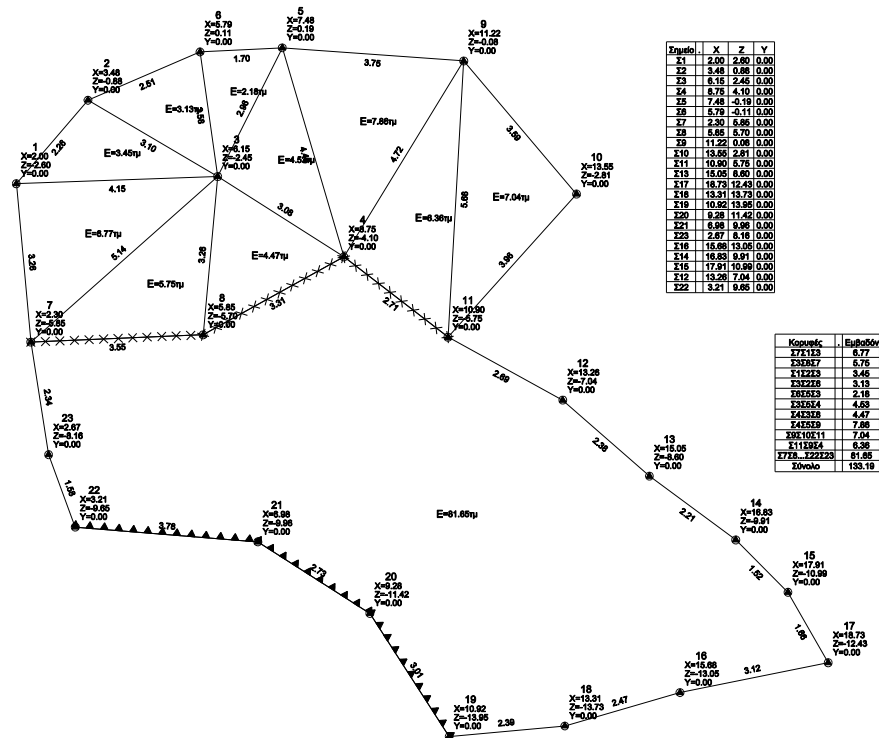 1
X=2.00
Z=-2.60
Y=0.00
2
X=3.48
Z=-0.88
Y=0.00
6
X=5.79
Z=0.11
Y=0.00
5
X=7.48
Z=0.19
Y=0.00
9
X=11.22
Z=-0.08
Y=0.00
10
X=13.55
Z=-2.81
Y=0.00
3
X=6.15
Z=-2.45
Y=0.00
4
X=8.75
Z=-4.10
Y=0.00
7
X=2.30
Z=-5.85
Y=0.00
8
X=5.85
Z=-5.70
Y=0.00
11
X=10.90
Z=-5.75
Y=0.00
12
X=13.26
Z=-7.04
Y=0.00
13
X=15.05
Z=-8.60
Y=0.00
14
X=16.83
Z=-9.91
Y=0.00
15
X=17.91
Z=-10.99
Y=0.00
17
X=18.73
Z=-12.43
Y=0.00
16
X=15.68
Z=-13.05
Y=0.00
18
X=13.31
Z=-13.73
Y=0.00
19
X=10.92
Z=-13.95
Y=0.00
20
X=9.28
Z=-11.42
Y=0.00
21
X=6.98
Z=-9.96
Y=0.00
22
X=3.21
Z=-9.65
Y=0.00
23
X=2.67
Z=-8.16
Y=0.00
2.26
2.51
1.70
3.75
3.59
3.96
5.68
4.72
2.96
3.58
3.10
4.15
3.26
5.14
3.26
3.06
3.31
2.71
3.55
2.34
1.58
3.78
2.73
3.01
2.39
2.47
3.12
1.66
1.52
2.21
2.38
2.69
E=3.13τμ
E=2.18τμ
E=7.86τμ
E=3.45τμ
E=4.53τμ
E=7.04τμ
E=6.36τμ
E=6.77τμ
E=4.47τμ
E=5.75τμ
E=81.65τμ
Σημείο . X Z Y
Σ1 2.00 2.60 0.00
Σ2 3.48 0.88 0.00
Σ3 6.15 2.45 0.00
Σ4 8.75 4.10 0.00
Σ5 7.48 -0.19 0.00
Σ6 5.79 -0.11 0.00
Σ7 2.30 5.85 0.00
Σ8 5.85 5.70 0.00
Σ9 11.22 0.08 0.00
Σ10 13.55 2.81 0.00
Σ11 10.90 5.75 0.00
Σ13 15.05 8.60 0.00
Σ17 18.73 12.43 0.00
Σ18 13.31 13.73 0.00
Σ19 10.92 13.95 0.00
Σ20 9.28 11.42 0.00
Σ21 6.98 9.96 0.00
Σ23 2.67 8.16 0.00
Σ16 15.68 13.05 0.00
Σ14 16.83 9.91 0.00
Σ15 17.91 10.99 0.00
Σ12 13.26 7.04 0.00
Σ22 3.21 9.65 0.00
Κορυφές . Εμβαδόν
Σ7Σ1Σ3 6.77
Σ3Σ8Σ7 5.75
Σ1Σ2Σ3 3.45
Σ3Σ2Σ6 3.13
Σ6Σ5Σ3 2.18
Σ3Σ5Σ4 4.53
Σ4Σ3Σ8 4.47
Σ4Σ5Σ9 7.86
Σ9Σ10Σ11 7.04
Σ11Σ9Σ4 6.36
Σ7Σ8...Σ22Σ23 81.65
Σύνολο 133.19